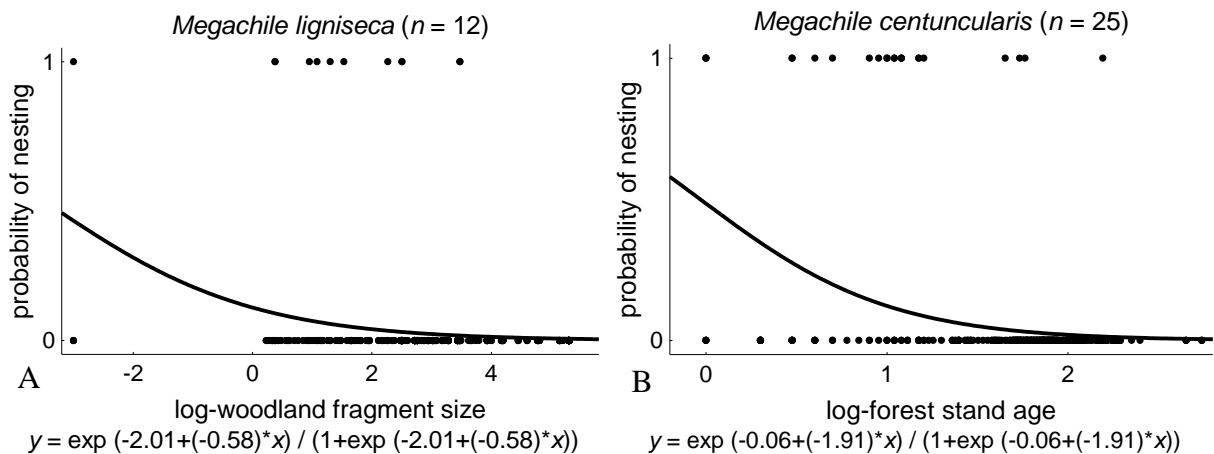 Megachile ligniseca (n = 12)
1
probability of nesting
0
-2 0 2 4
A
log-woodland fragment size
y = exp (-2.01+(-0.58)*x) / (1+exp (-2.01+(-0.58)*x))
Megachile centuncularis (n = 25)
1
probability of nesting
0
0 1 2
B
log-forest stand age
y = exp (-0.06+(-1.91)*x) / (1+exp (-0.06+(-1.91)*x))